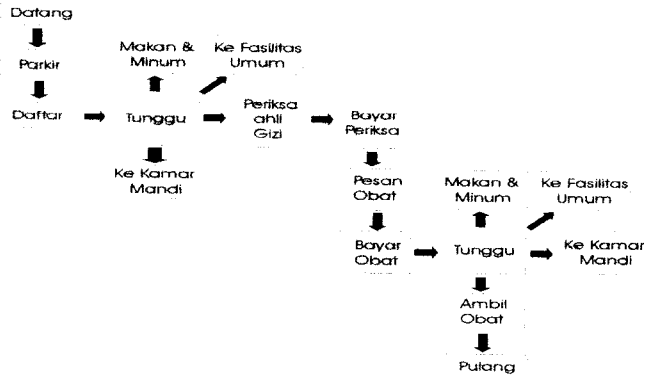 Datang
Parkir
Daftar
Makan &
Minum
Ke Fasilitas
Umum
Tunggu
Ke Kamar
Mandi
Periksa
ahli
Gizi
Bayar
Periksa
Pesan
Obat
Bayar
Obat
Makan &
Minum
Ke Fasilitas
Umum
Tunggu
Ke Kamar
Mandi
Ambil
Obat
Pulang